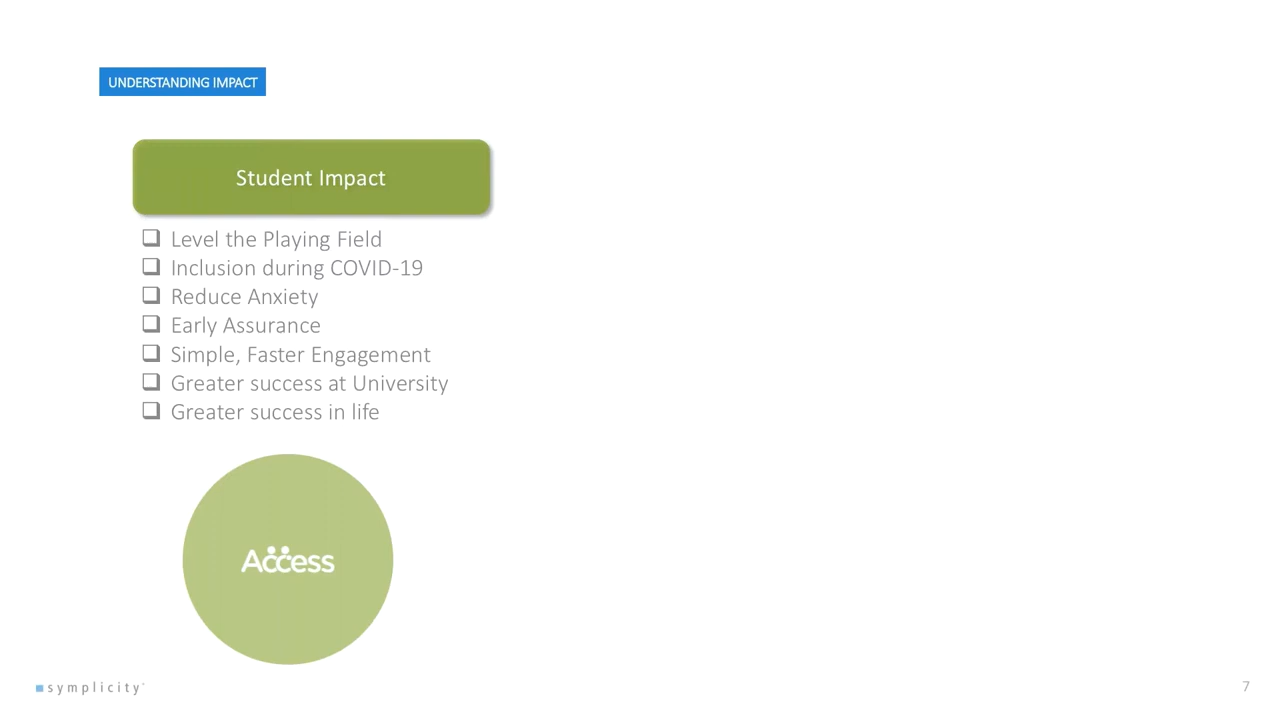 UNDERSTANDING IMPACT
Student Impact
Level the Playing Field
Inclusion during COVID-19
Reduce Anxiety
Early Assurance
Simple, Faster Engagement
Greater success at University
Greater success in life
Access
symplicity
7